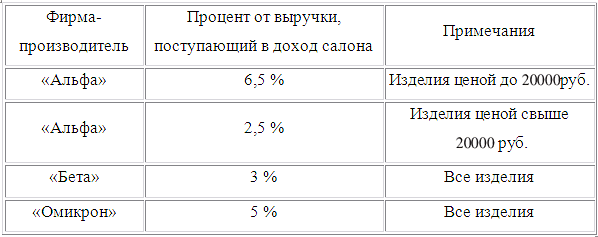 Фирма-
производитель
Процент от выручки,
поступающий в доход салона
Примечания
«Альфа»
6,5 %
Изделия ценой до 20000руб.
«Альфа»
2,5 %
Изделия ценой свыше
20000 руб.
«Бета»
3 %
Все изделия
«Омикрон»
5 %
Все изделия